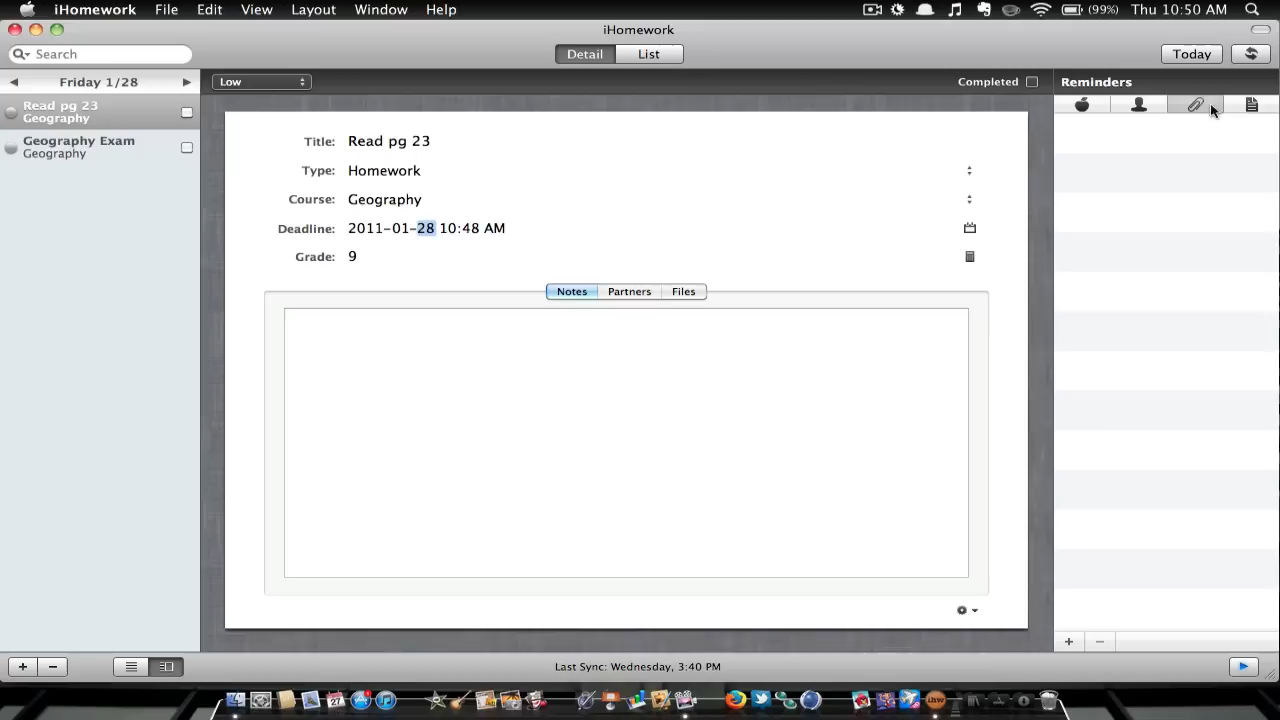 iHomework File Edit View Layout Window Help (99%) Thu 10:50 AM
iHomework
Search Detail List Today
Friday 1/28 Low Completed Reminders
Read pg 23
Geography
Geography Exam
Geography
Title: Read pg 23
Type: Homework
Course: Geography
Deadline: 2011-01-28 10:48 AM
Grade: 9
Notes Partners Files
Last Sync: Wednesday, 3:40 PM
27
ihw